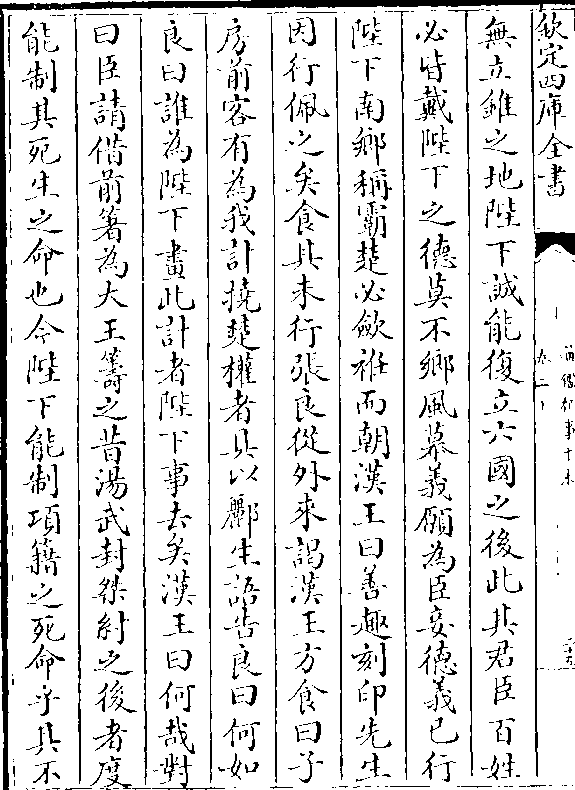 欽定四庫全書
無立錐之地陛下誠能復立六國之後此其君臣百姓
必皆戴陛下之德莫不鄉風慕義願為臣妾德義已行
陛下南鄉稱霸楚必斂袵而朝漢王曰善趣刻印先生
因行佩之矣食其未行張良從外來謁漢王方食曰子
房前客有為我計撓楚權者具以酈生語告良曰何如
良曰誰為陛下畫此計者陛下事去矣漢王曰何哉對
曰臣請借前箸為大王籌之昔湯武封桀紂之後者度
能制其死生之命也今陛下能制項籍之死命乎其不